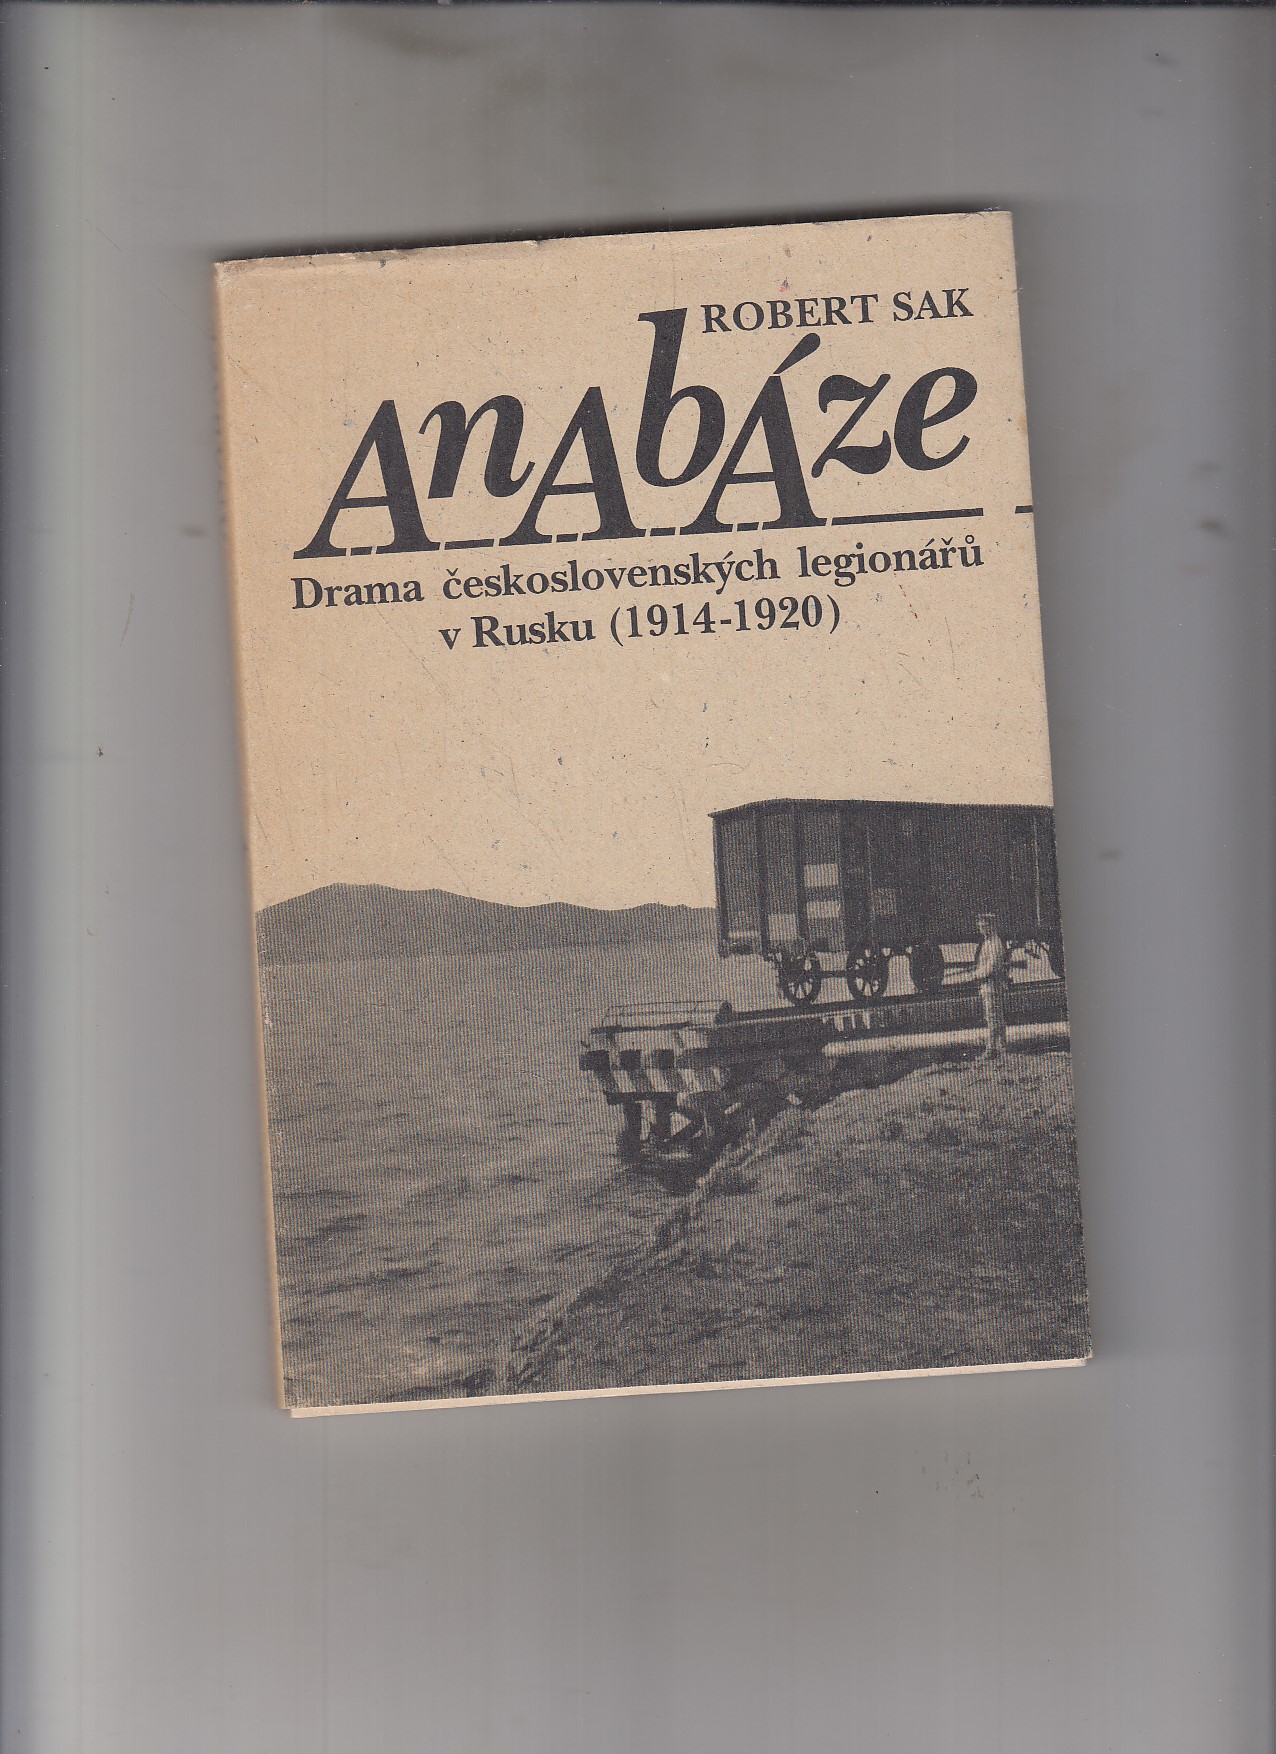 ROBERT SAK
AnAbÁze
Drama československých legionářů
v Rusku (1914-1920)